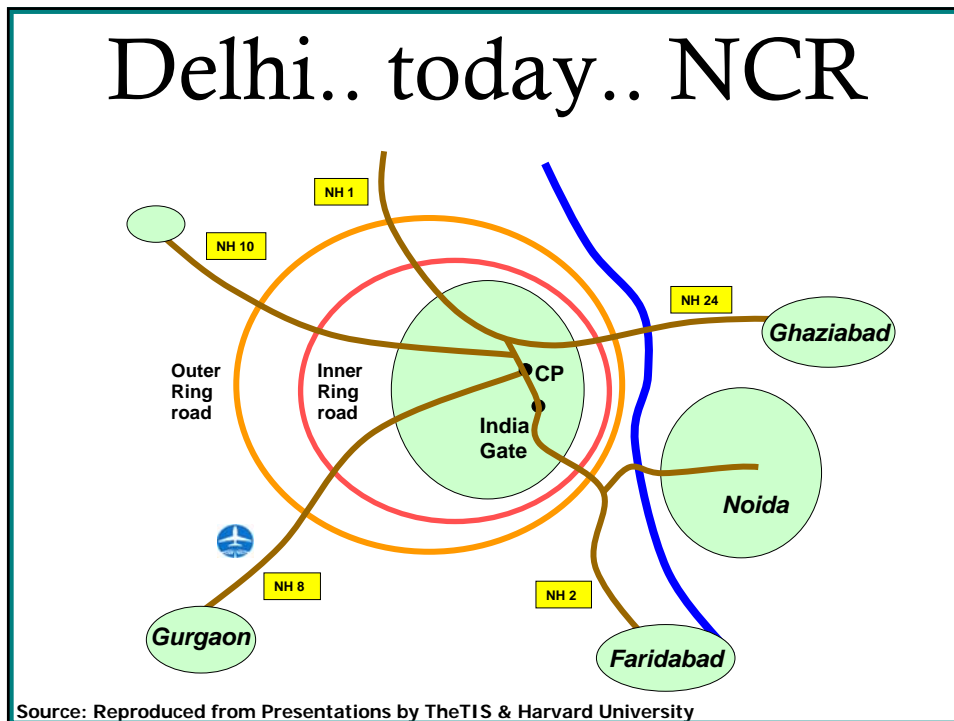 Delhi.. today.. NCR
NH 1
NH 10
NH 24
Ghaziabad
Outer
Ring
road
Inner
Ring
road
CP
India
Gate
Noida
NH 8
NH 2
Gurgaon
Faridabad
Source: Reproduced from Presentations by TheTIS & Harvard University